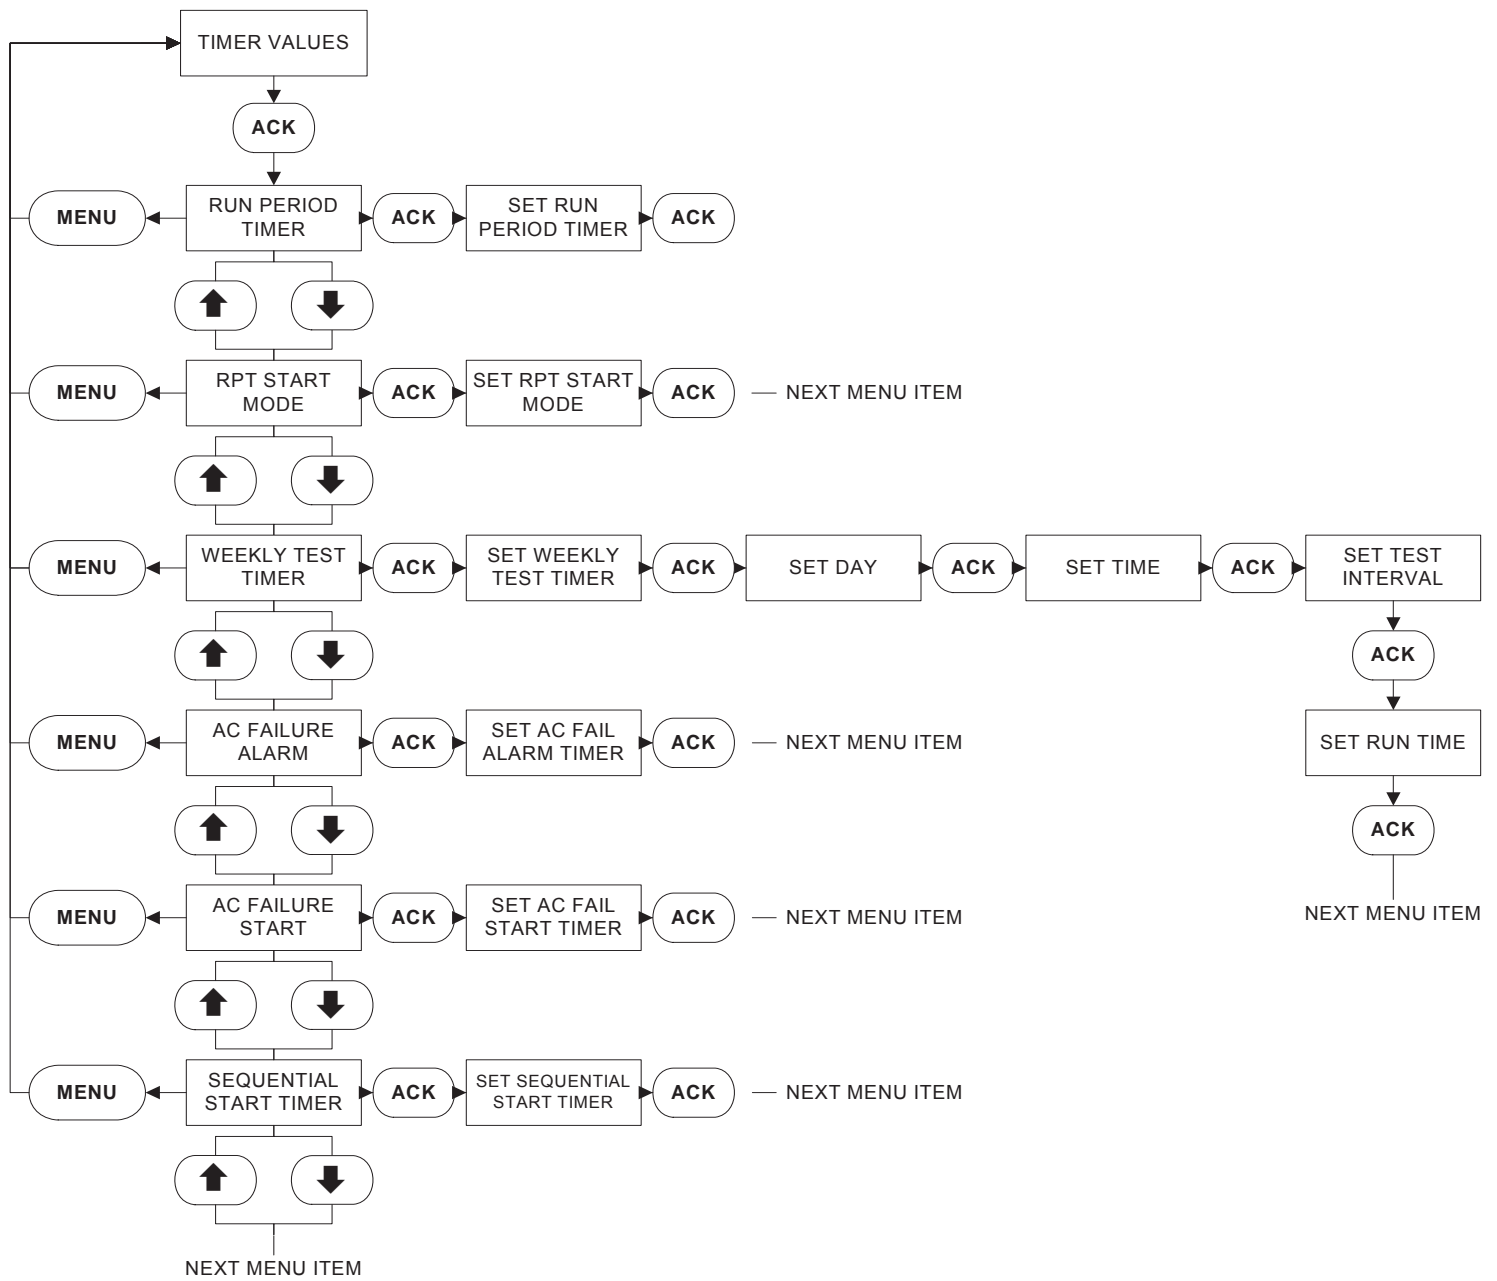 TIMER VALUES
ACK
MENU
RUN PERIOD
TIMER
ACK
SET RUN
PERIOD TIMER
ACK
MENU
RPT START
MODE
ACK
SET RPT START
MODE
ACK
NEXT MENU ITEM
MENU
WEEKLY TEST
TIMER
ACK
SET WEEKLY
TEST TIMER
ACK
SET DAY
ACK
SET TIME
ACK
SET TEST
INTERVAL
ACK
MENU
AC FAILURE
ALARM
ACK
SET AC FAIL
ALARM TIMER
ACK
NEXT MENU ITEM
SET RUN TIME
ACK
MENU
AC FAILURE
START
ACK
SET AC FAIL
START TIMER
ACK
NEXT MENU ITEM
NEXT MENU ITEM
MENU
SEQUENTIAL
START TIMER
ACK
SET SEQUENTIAL
START TIMER
ACK
NEXT MENU ITEM
NEXT MENU ITEM